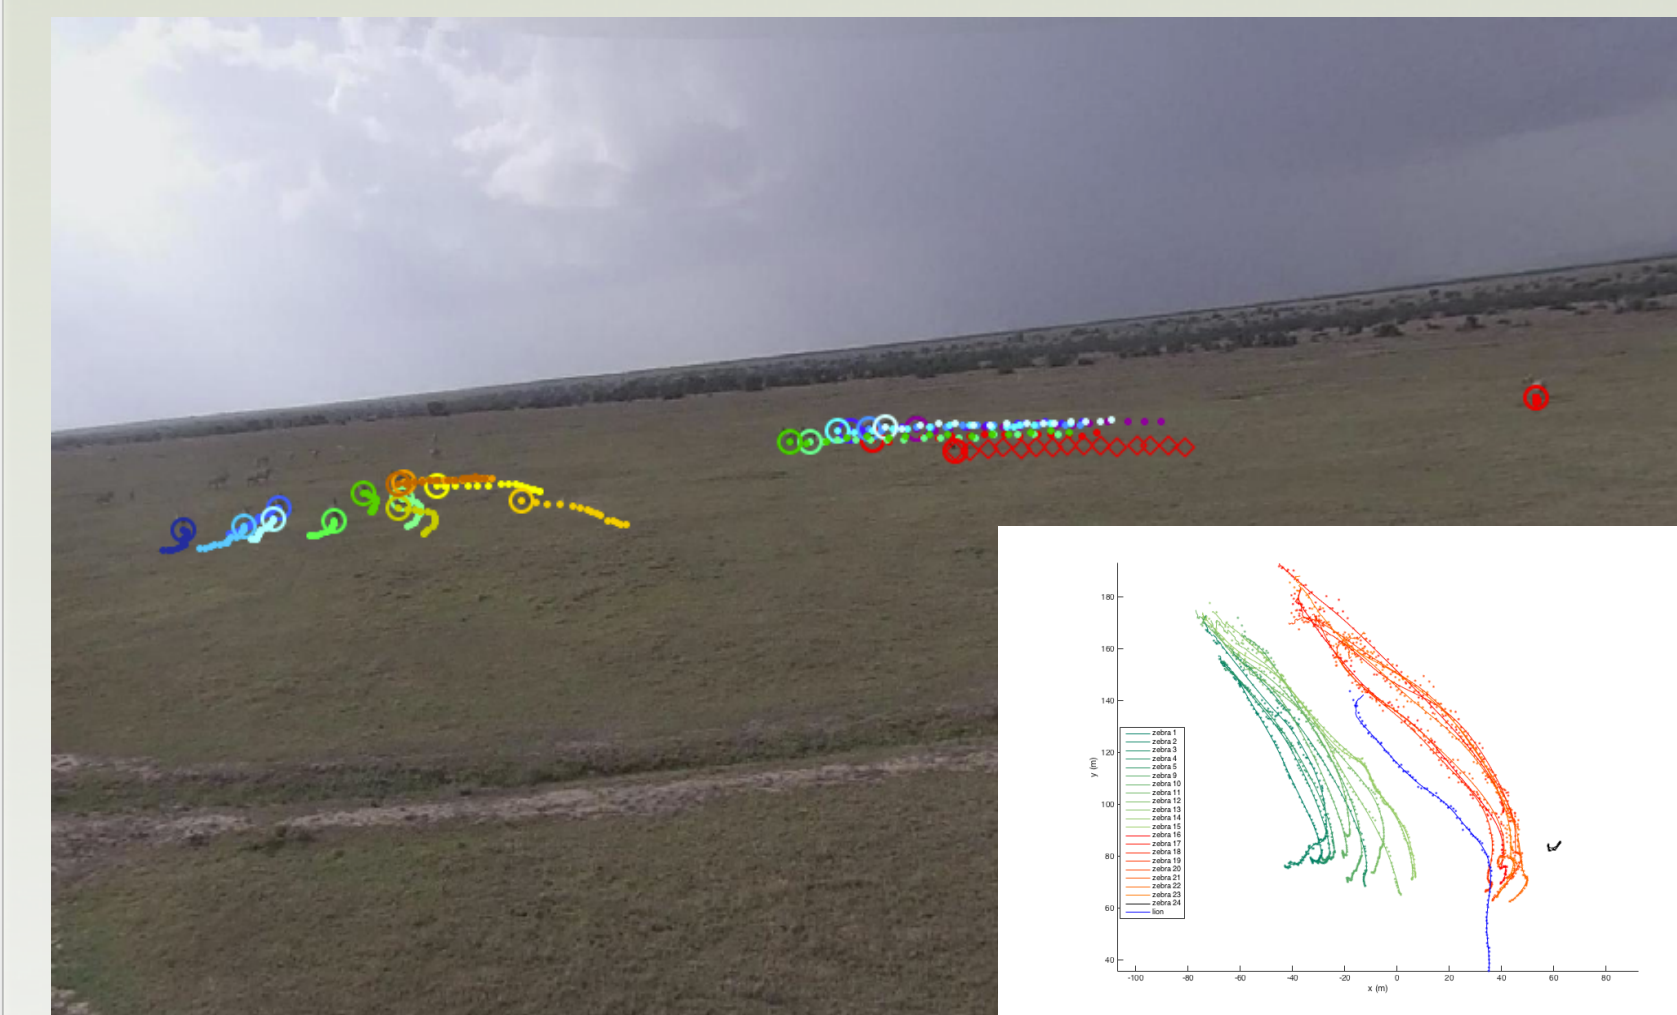 180
160
140
120
100
80
60
40
y (m)
zebra 1
zebra 2
zebra 3
zebra 4
zebra 5
zebra 9
zebra 10
zebra 11
zebra 12
zebra 13
zebra 14
zebra 15
zebra 16
zebra 17
zebra 18
zebra 19
zebra 20
zebra 21
zebra 22
zebra 23
zebra 24
lion
-100 -80 -60 -40 -20 0 20 40 60 80
x (m)